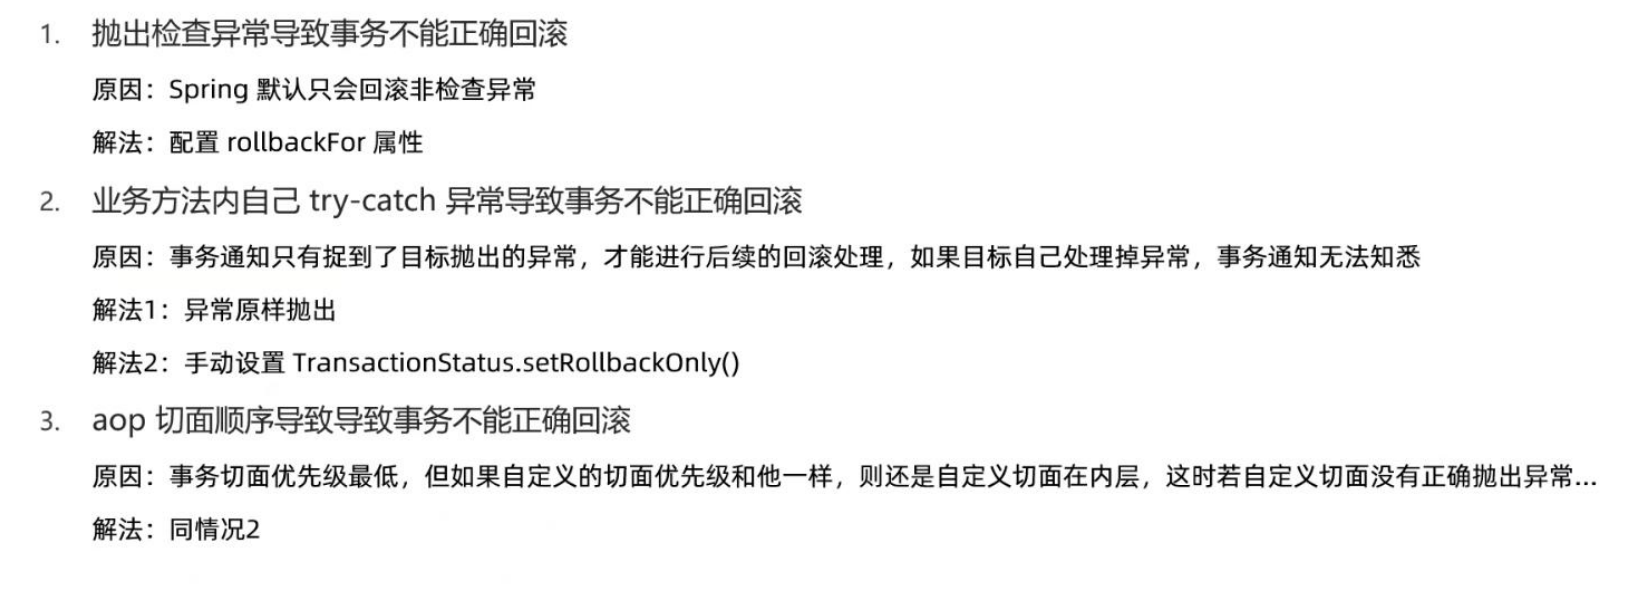 1. 抛出检查异常导致事务不能正确回滚
原因：Spring 默认只会回滚非检查异常
解法：配置 rollbackFor 属性
2. 业务方法内自己 try-catch 异常导致事务不能正确回滚
原因：事务通知只有捉到了目标抛出的异常，才能进行后续的回滚处理，如果目标自己处理掉异常，事务通知无法知悉
解法1：异常原样抛出
解法2：手动设置 TransactionStatus.setRollbackOnly()
3. aop 切面顺序导致导致事务不能正确回滚
原因：事务切面优先级最低，但如果自定义的切面优先级和他一样，则还是自定义切面在内层，这时若自定义切面没有正确抛出异常...
解法：同情况2